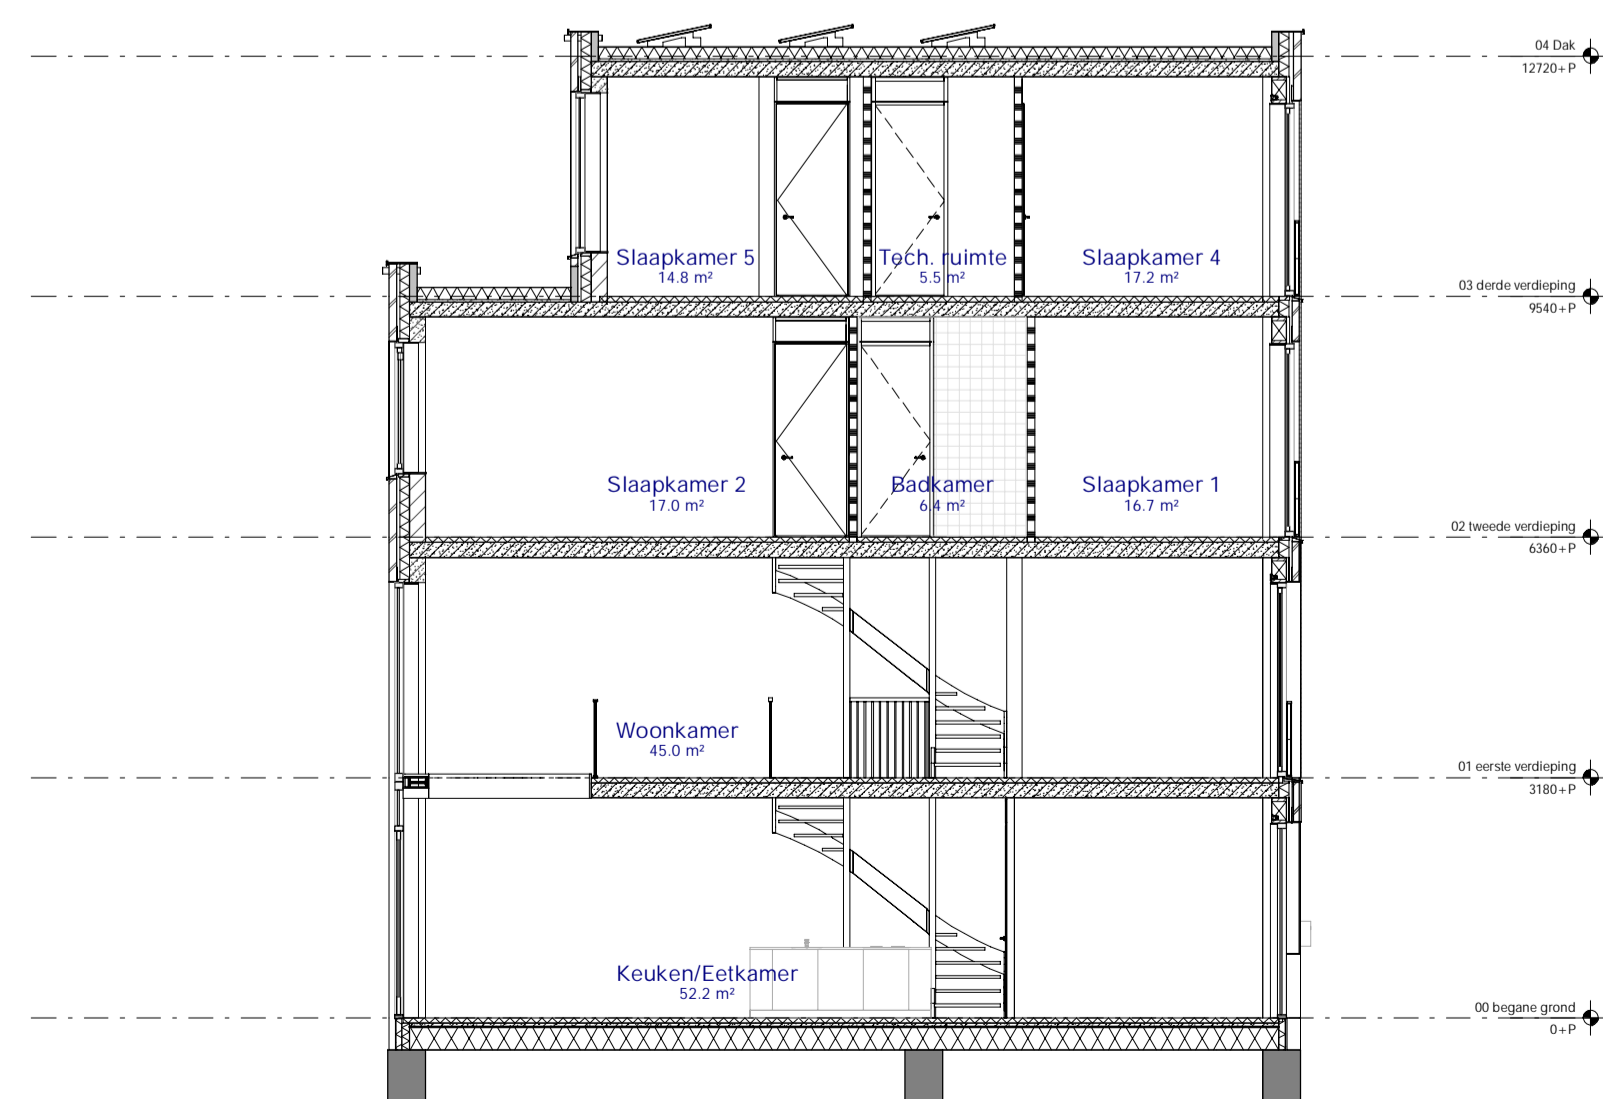 04 Dak
12720+P
Slaapkamer 5
14.8 m²
Tech. ruimte
5.5 m²
Slaapkamer 4
17.2 m²
03 derde verdieping
9540+P
Slaapkamer 2
17.0 m²
Badkamer
6.4 m²
Slaapkamer 1
16.7 m²
02 tweede verdieping
6360+P
Woonkamer
45.0 m²
01 eerste verdieping
3180+P
Keuken/Eetkamer
52.2 m²
00 begane grond
0+P